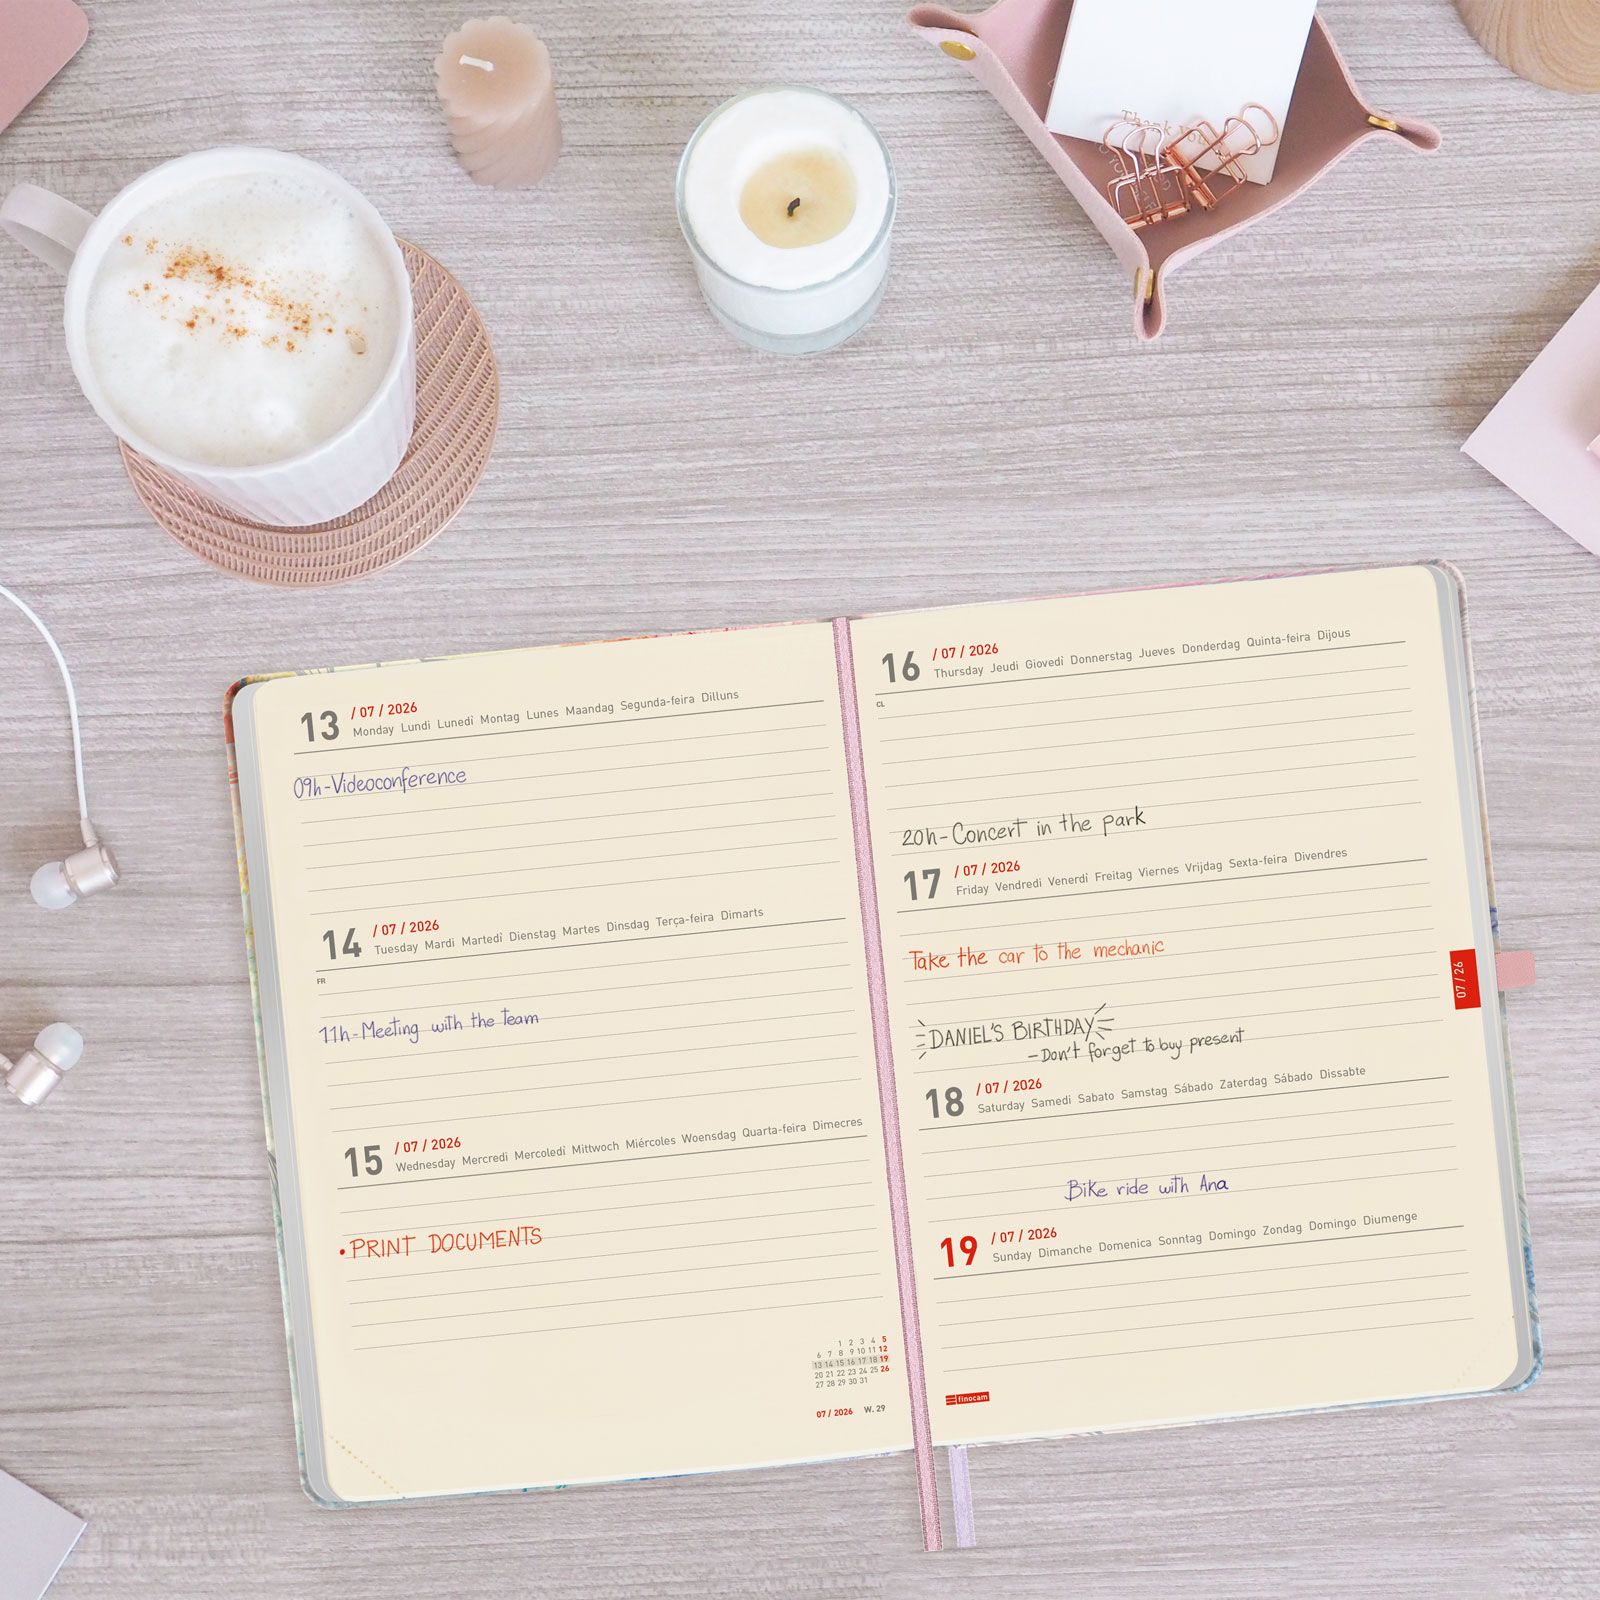 Thank you
13 / 07 / 2026
Monday Lundi Lunedì Montag Lunes Maandag Segunda-feira Dilluns
09h-Videoconference
14 / 07 / 2026
Tuesday Mardi Martedì Dienstag Martes Dinsdag Terça-feira Dimarts
FR
11h-Meeting with the team
15 / 07 / 2026
Wednesday Mercredi Mercoledì Mittwoch Miércoles Woensdag Quarta-feira Dimecres
• PRINT DOCUMENTS
1 2 3 4 5
6 7 8 9 10 11 12
13 14 15 16 17 18 19
20 21 22 23 24 25 26
27 28 29 30 31
07 / 2026 W. 29
16 / 07 / 2026
Thursday Jeudi Giovedì Donnerstag Jueves Donderdag Quinta-feira Dijous
CL
20h-Concert in the park
17 / 07 / 2026
Friday Vendredi Venerdì Freitag Viernes Vrijdag Sexta-feira Divendres
Take the car to the mechanic
DANIEL'S BIRTHDAY
- Don't forget to buy present
18 / 07 / 2026
Saturday Samedi Sabato Samstag Sábado Zaterdag Sábado Dissabte
Bike ride with Ana
19 / 07 / 2026
Sunday Dimanche Domenica Sonntag Domingo Zondag Domingo Diumenge
finocam
07 / 26